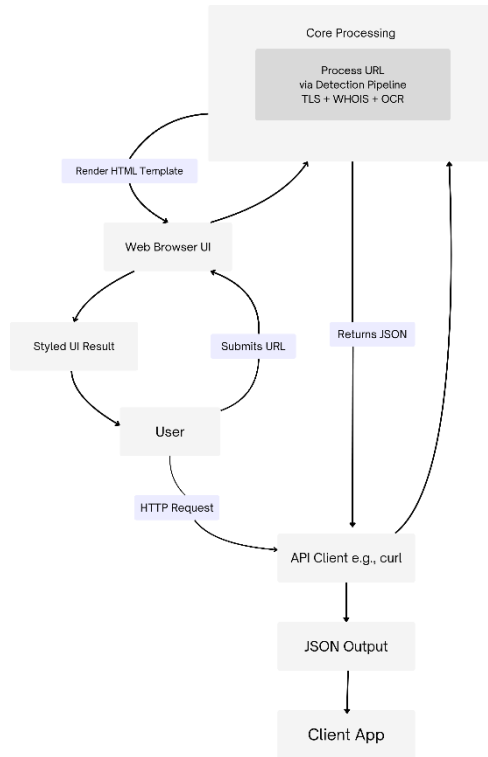 Core Processing
Process URL
via Detection Pipeline
TLS + WHOIS + OCR
Render HTML Template
Web Browser UI
Styled UI Result
Submits URL
Returns JSON
User
HTTP Request
API Client e.g., curl
JSON Output
Client App